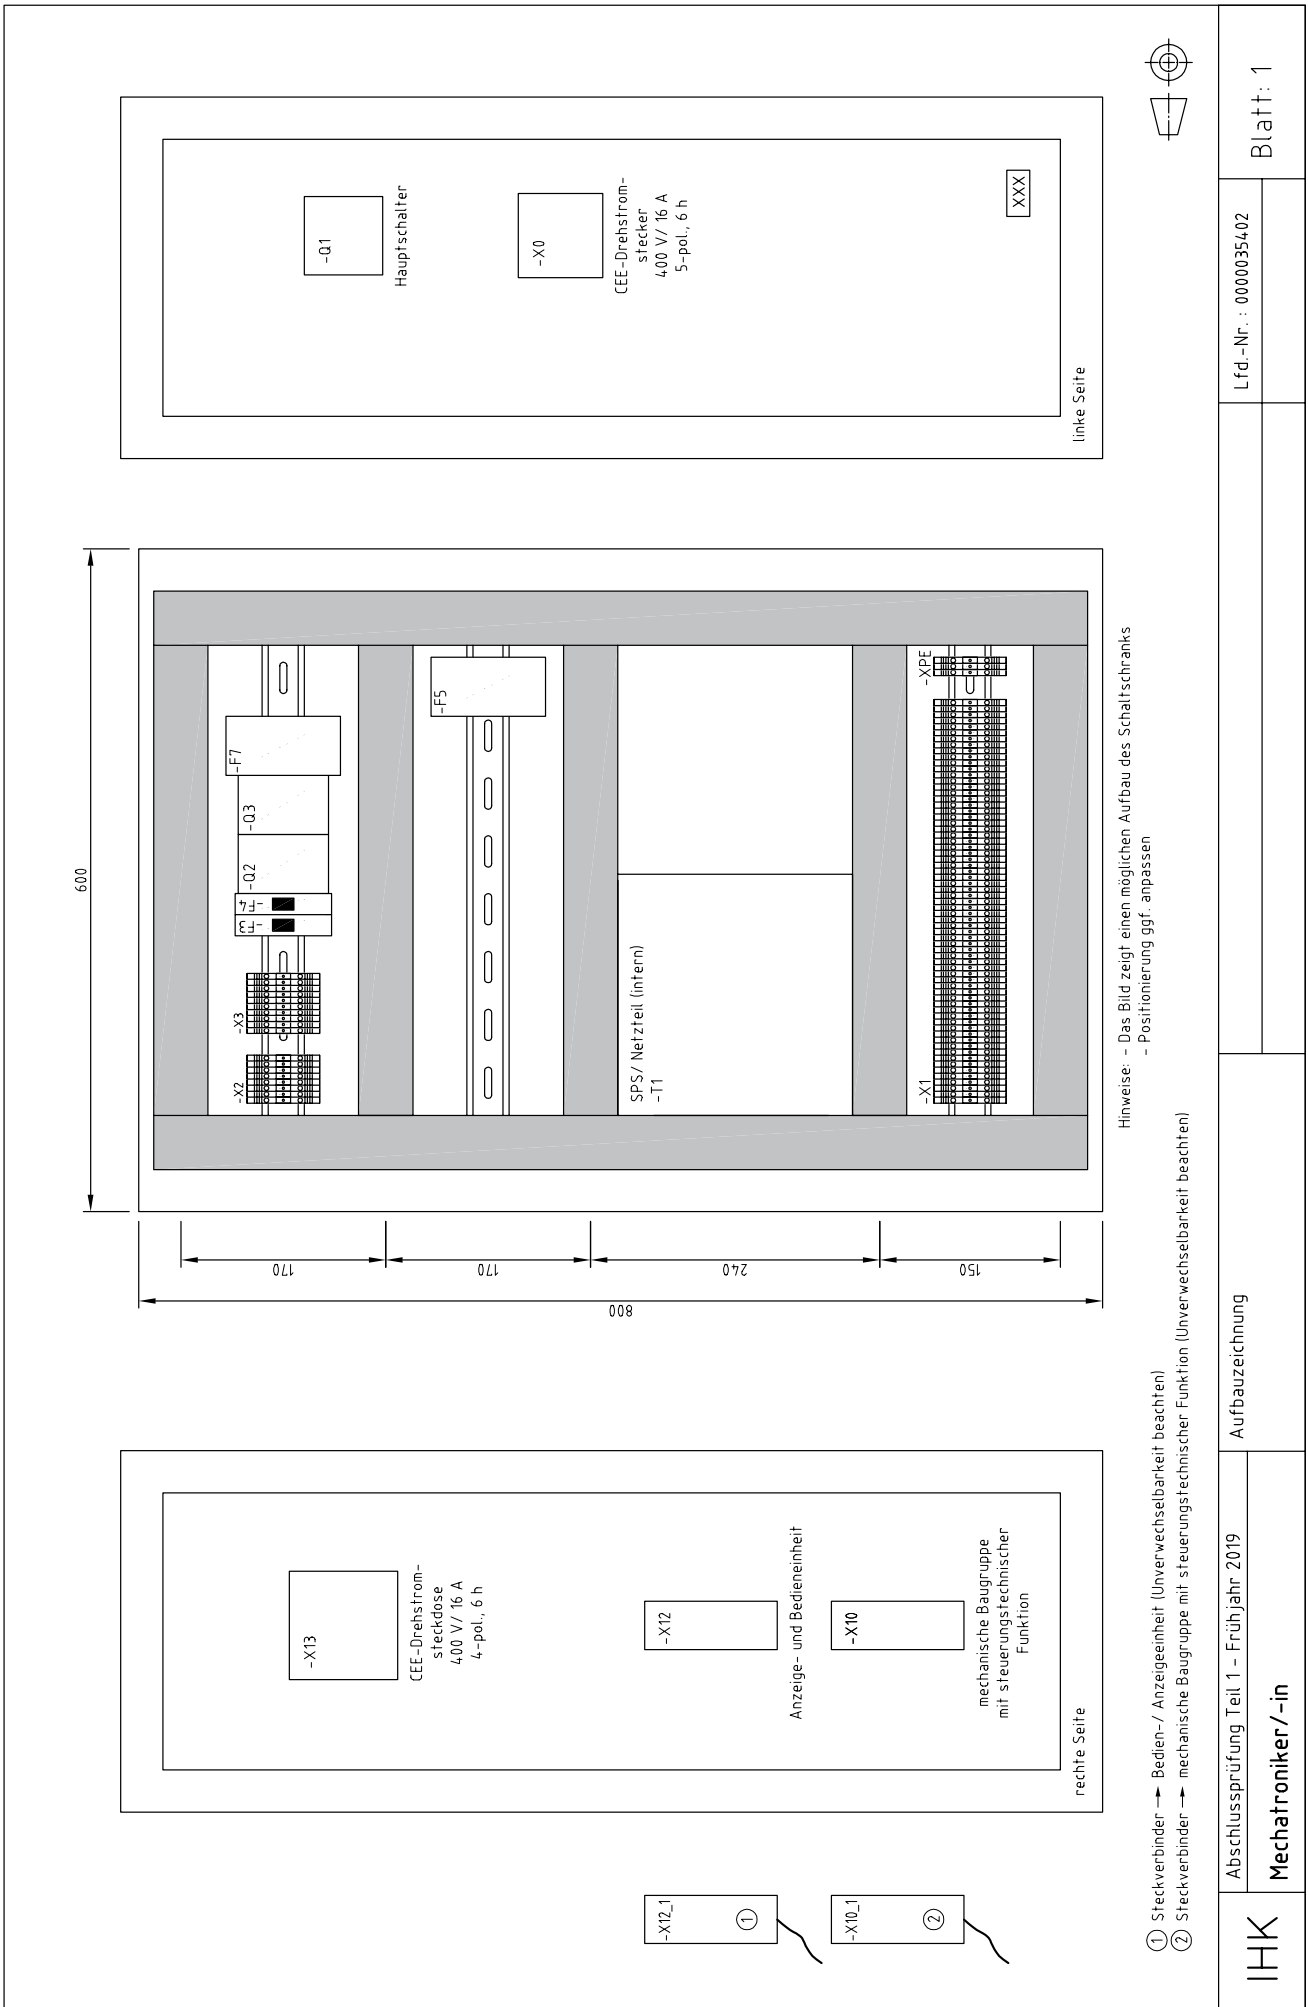 -X12_1
1
-X10_1
2
-X13
CEE-Drehstrom-
steckdose
400 V/ 16 A
4-pol., 6 h
-X12
Anzeige- und Bedieneinheit
-X10
mechanische Baugruppe
mit steuerungstechnischer
Funktion
rechte Seite
600
800
170
170
240
150
-X2
-X3
-F3
-F4
-Q2
-Q3
-F7
-F5
SPS/ Netzteil (intern)
-T1
-X1
-XPE
Hinweise: - Das Bild zeigt einen möglichen Aufbau des Schaltschranks
- Positionierung ggf. anpassen
-Q1
Hauptschalter
-X0
CEE-Drehstrom-
stecker
400 V/ 16 A
5-pol., 6 h
XXX
linke Seite
1 Steckverbinder → Bedien-/ Anzeigeeinheit (Unverwechselbarkeit beachten)
2 Steckverbinder → mechanische Baugruppe mit steuerungstechnischer Funktion (Unverwechselbarkeit beachten)
IHK
Abschlussprüfung Teil 1 - Frühjahr 2019
Mechatroniker/-in
Aufbauzeichnung
Lfd.-Nr. : 0000035402
Blatt: 1